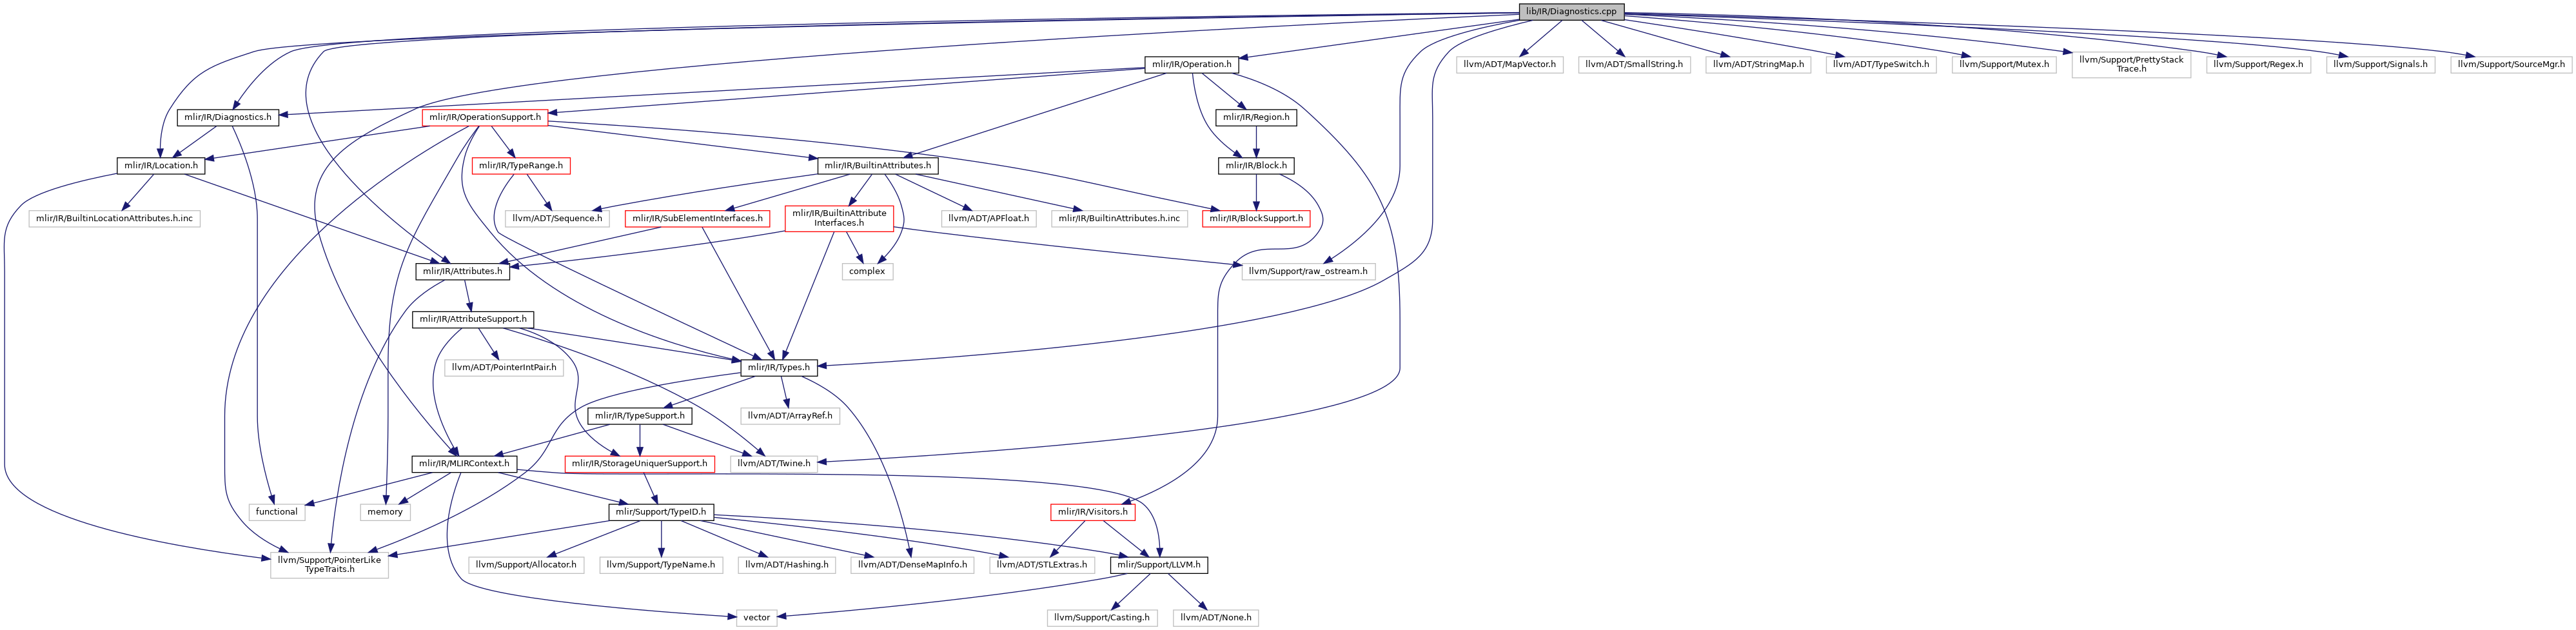 lib/IR/Diagnostics.cpp
mlir/IR/Operation.h
llvm/ADT/MapVector.h
llvm/ADT/SmallString.h
llvm/ADT/StringMap.h
llvm/ADT/TypeSwitch.h
llvm/Support/Mutex.h
llvm/Support/PrettyStack
Trace.h
llvm/Support/Regex.h
llvm/Support/Signals.h
llvm/Support/SourceMgr.h
mlir/IR/Diagnostics.h
mlir/IR/OperationSupport.h
mlir/IR/Region.h
mlir/IR/Location.h
mlir/IR/TypeRange.h
mlir/IR/BuiltinAttributes.h
mlir/IR/Block.h
mlir/IR/BuiltinLocationAttributes.h.inc
llvm/ADT/Sequence.h
mlir/IR/SubElementInterfaces.h
mlir/IR/BuiltinAttribute
Interfaces.h
llvm/ADT/APFloat.h
mlir/IR/BuiltinAttributes.h.inc
mlir/IR/BlockSupport.h
mlir/IR/Attributes.h
complex
llvm/Support/raw_ostream.h
mlir/IR/AttributeSupport.h
llvm/ADT/PointerIntPair.h
mlir/IR/Types.h
mlir/IR/TypeSupport.h
llvm/ADT/ArrayRef.h
mlir/IR/MLIRContext.h
mlir/IR/StorageUniquerSupport.h
llvm/ADT/Twine.h
functional
memory
mlir/Support/TypeID.h
mlir/IR/Visitors.h
llvm/Support/PointerLike
TypeTraits.h
llvm/Support/Allocator.h
llvm/Support/TypeName.h
llvm/ADT/Hashing.h
llvm/ADT/DenseMapInfo.h
llvm/ADT/STLExtras.h
mlir/Support/LLVM.h
vector
llvm/Support/Casting.h
llvm/ADT/None.h